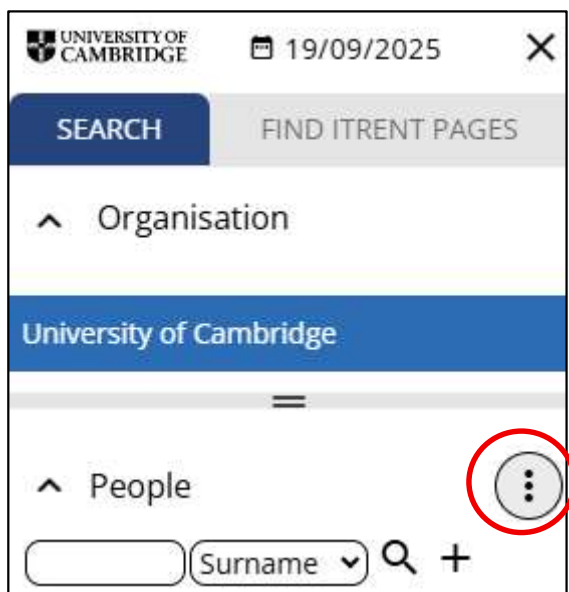 UNIVERSITY OF
CAMBRIDGE
19/09/2025
SEARCH FIND ITRENT PAGES
Organisation
University of Cambridge
People
Surname